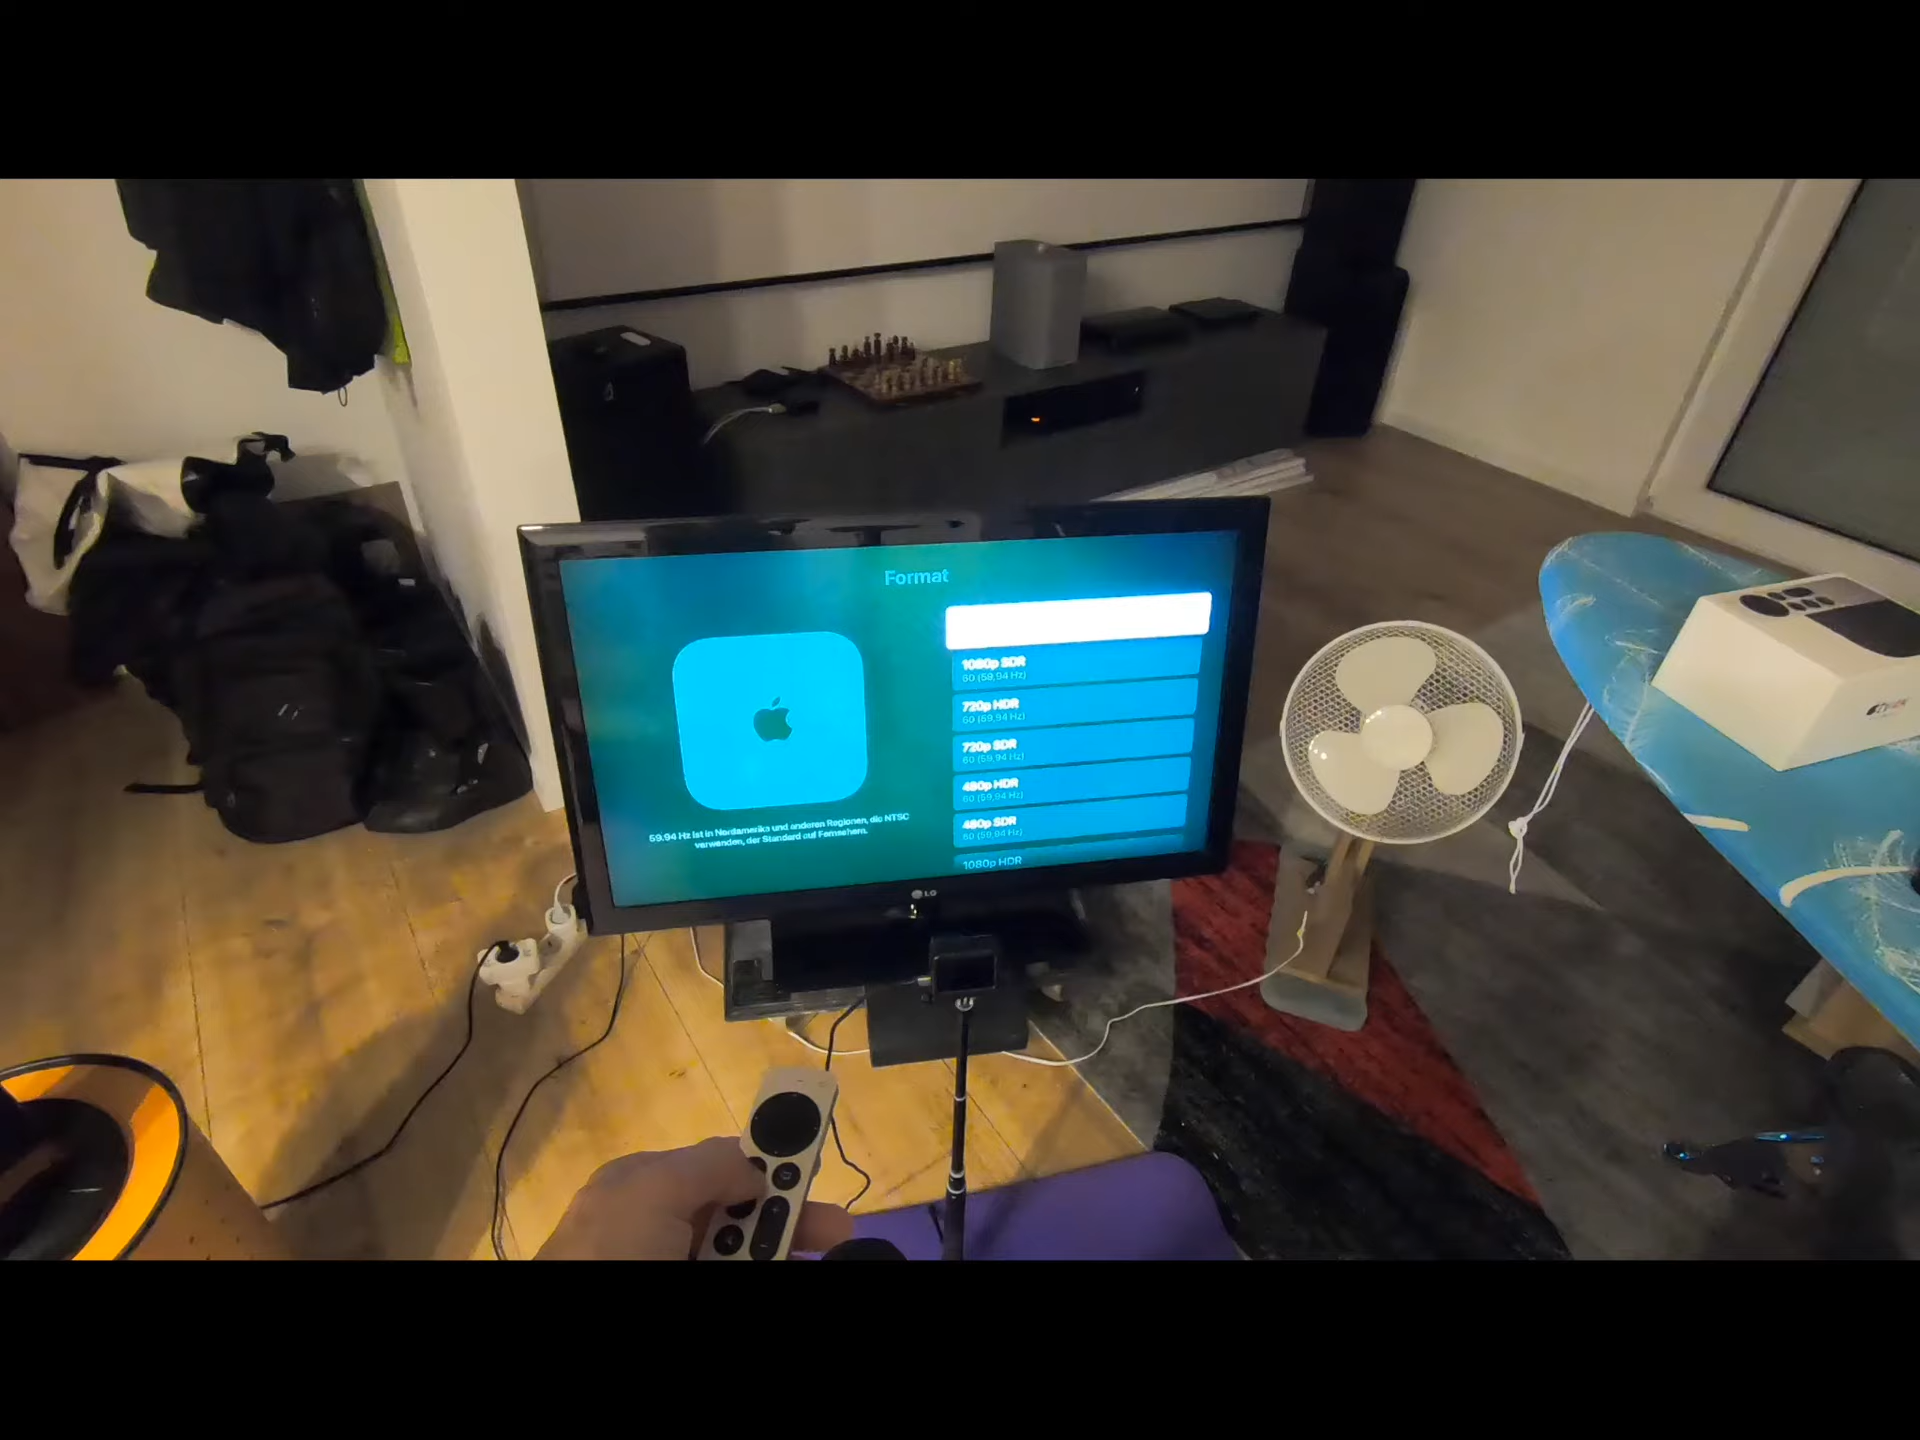 Format
1080p SDR
60 (59,94 Hz)
720p HDR
60 (59,94 Hz)
720p SDR
60 (59,94 Hz)
480p HDR
60 (59,94 Hz)
480p SDR
60 (59,94 Hz)
1080p HDR
59.94 Hz ist in Nordamerika und anderen Regionen, die NTSC
verwenden, der Standard auf Fernsehern.
LG